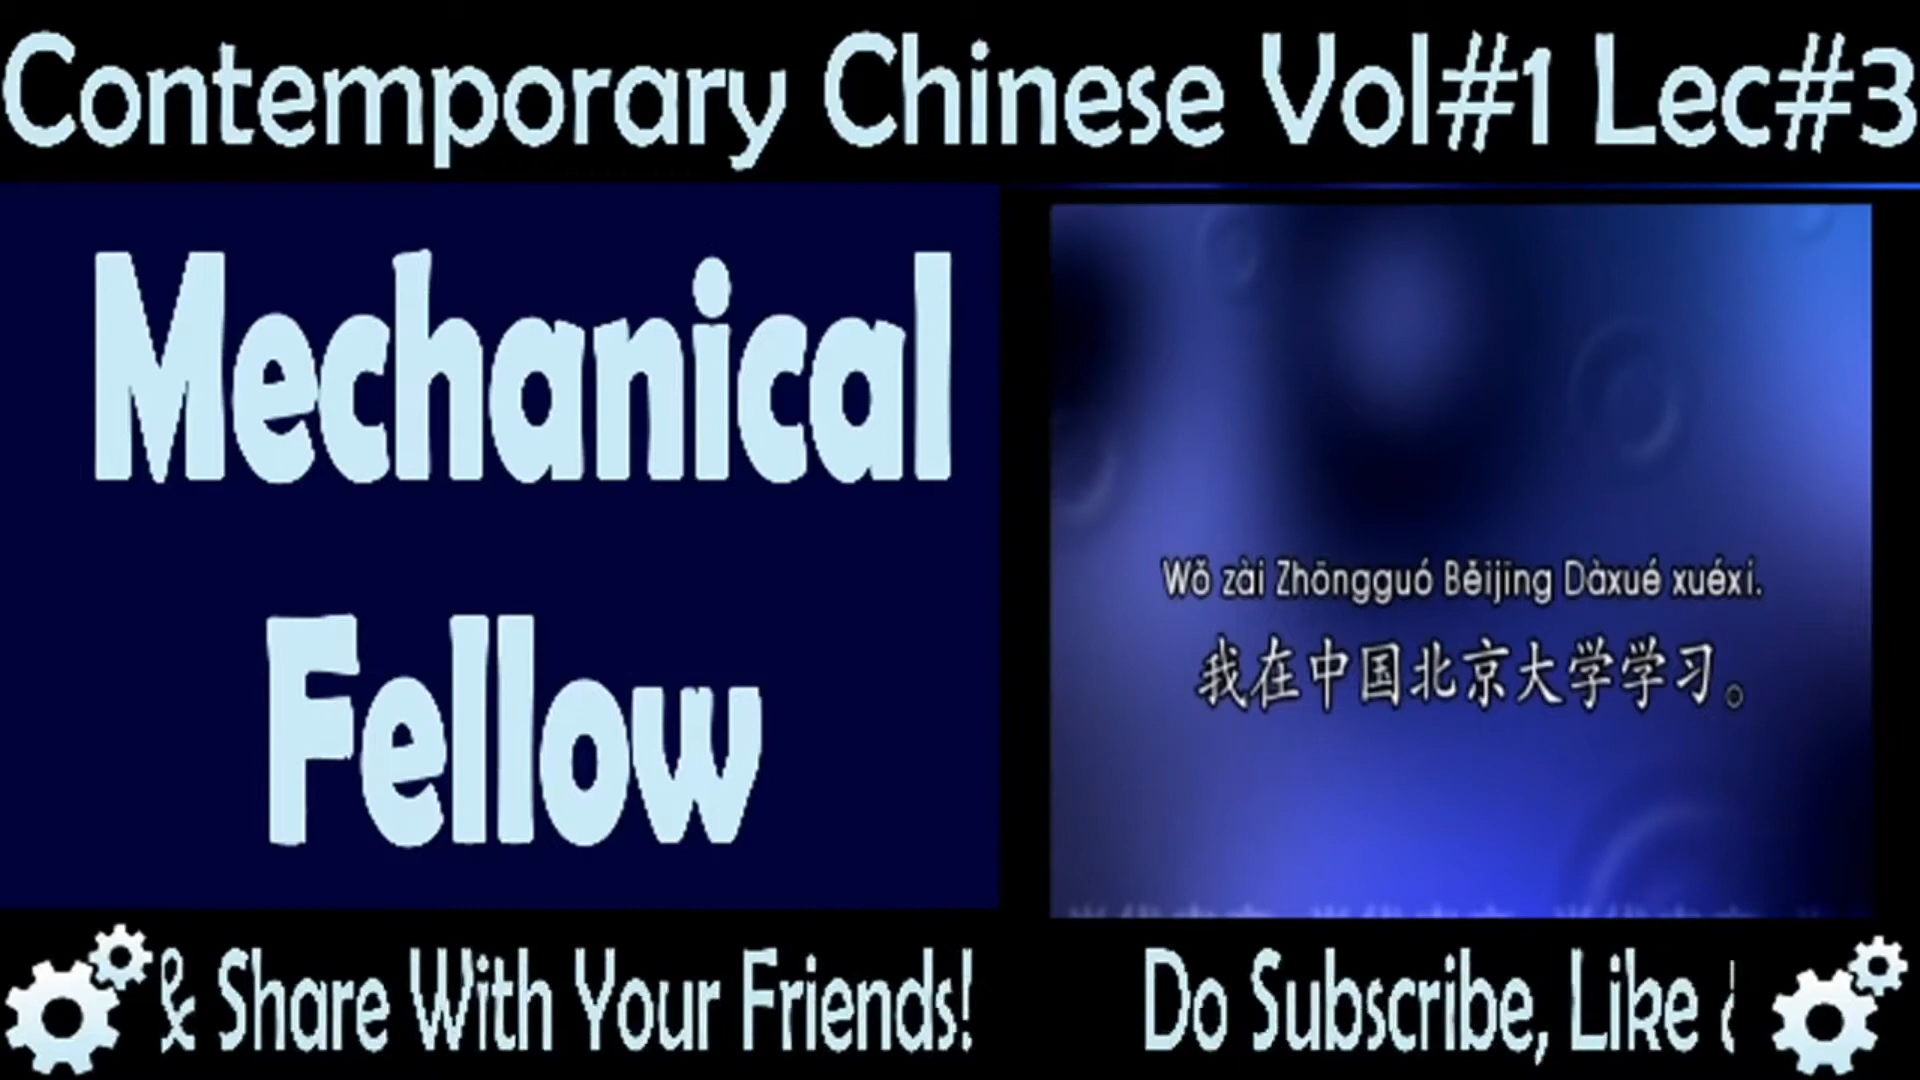 Contemporary Chinese Vol#1 Lec#3
Mechanical
Fellow
Wǒ zài Zhōngguó Běijīng Dàxué xuéxí.
我在中国北京大学学习。
& Share With Your Friends!
Do Subscribe, Like